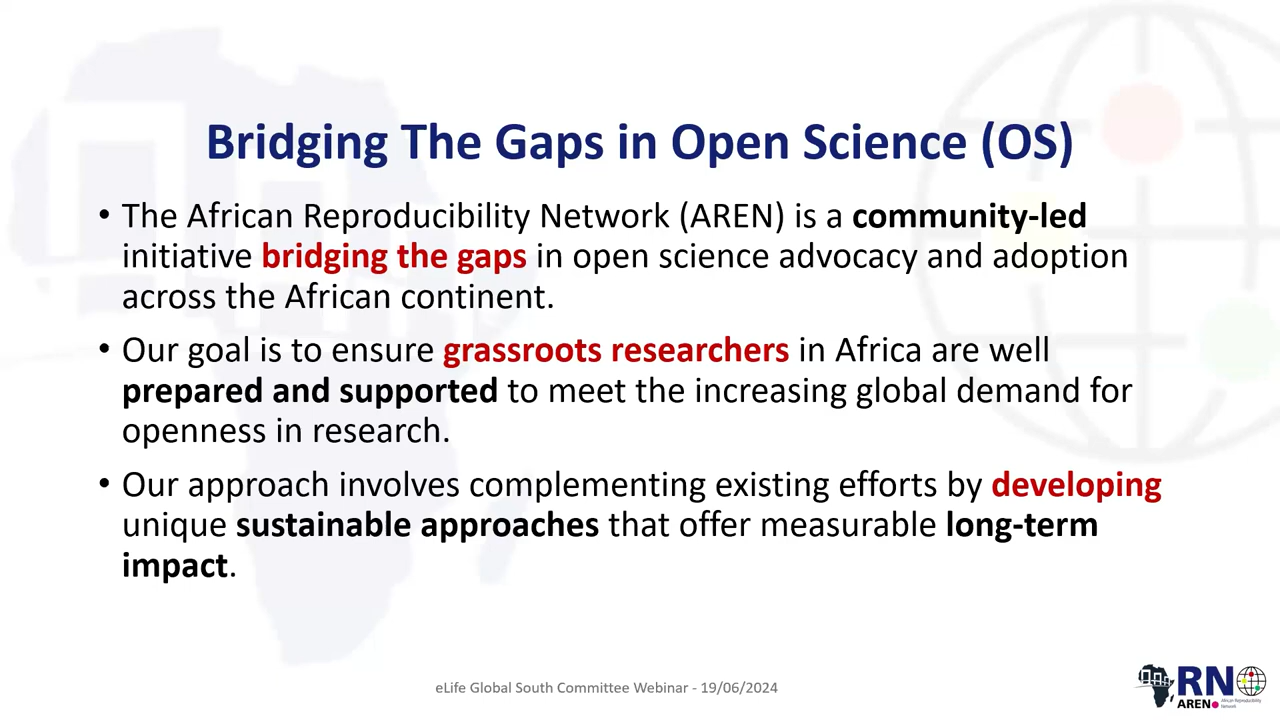 Bridging The Gaps in Open Science (OS)
• The African Reproducibility Network (AREN) is a community-led
initiative bridging the gaps in open science advocacy and adoption
across the African continent.
• Our goal is to ensure grassroots researchers in Africa are well
prepared and supported to meet the increasing global demand for
openness in research.
• Our approach involves complementing existing efforts by developing
unique sustainable approaches that offer measurable long-term
impact.
eLife Global South Committee Webinar - 19/06/2024
RN
AREN
African Reproducibility
Network